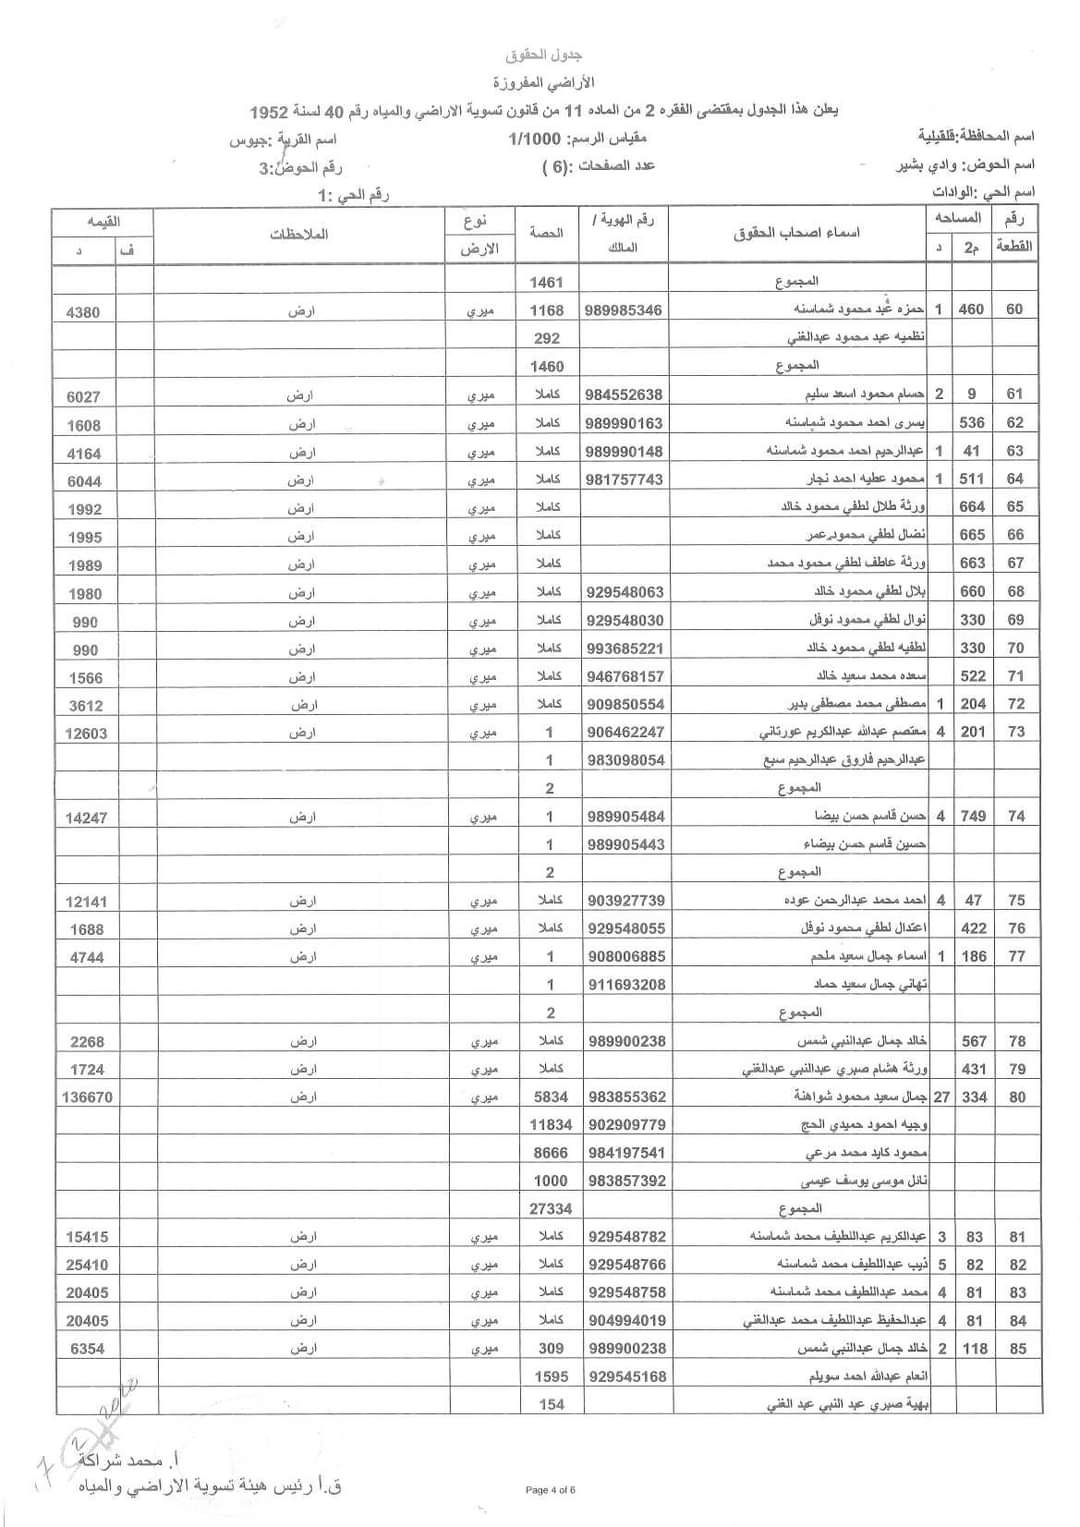 جدول الحقوق
الأراضي المفروزة
يعلن هذا الجدول بمقتضى الفقره 2 من الماده 11 من قانون تسوية الاراضي والمياه رقم 40 لسنة 1952
اسم المحافظة:قلقيلية مقياس الرسم: 1/1000 اسم القرية :جيوس
اسم الحوض: وادي بشير عدد الصفحات :(6 ) رقم الحوض:3
اسم الحي :الوادات رقم الحي :1
رقم القطعة المساحه م2 د اسماء اصحاب الحقوق رقم الهوية / المالك الحصة نوع الارض الملاحظات القيمه ف د
المجموع 1461
60 460 1 حمزه عبد محمود شماسنه 989985346 1168 ميري ارض 4380
نظميه عبد محمود عبدالغني 292
المجموع 1460
61 9 2 حسام محمود اسعد سليم 984552638 كاملا ميري ارض 6027
62 536 يسرى احمد محمود شماسنه 989990163 كاملا ميري ارض 1608
63 41 1 عبدالرحيم احمد محمود شماسنه 989990148 كاملا ميري ارض 4164
64 511 1 محمود عطيه احمد نجار 981757743 كاملا ميري ارض 6044
65 664 ورثة طلال لطفي محمود خالد كاملا ميري ارض 1992
66 665 نضال لطفي محمود عمر كاملا ميري ارض 1995
67 663 ورثة عاطف لطفي محمود محمد كاملا ميري ارض 1989
68 660 بلال لطفي محمود خالد 929548063 كاملا ميري ارض 1980
69 330 نوال لطفي محمود نوفل 929548030 كاملا ميري ارض 990
70 330 لطفيه لطفي محمود خالد 993685221 كاملا ميري ارض 990
71 522 سعده محمد سعيد خالد 946768157 كاملا ميري ارض 1566
72 204 1 مصطفى محمد مصطفى بدير 909850554 كاملا ميري ارض 3612
73 201 4 معتصم عبدالله عبدالكريم عورتاني 906462247 1 ميري ارض 12603
عبدالرحيم فاروق عبدالرحيم سبع 983098054 1
المجموع 2
74 749 4 حسن قاسم حسن بيضا 989905484 1 ميري ارض 14247
حسين قاسم حسن بيضاء 989905443 1
المجموع 2
75 47 4 احمد محمد عبدالرحمن عوده 903927739 كاملا ميري ارض 12141
76 422 اعتدال لطفي محمود نوفل 929548055 كاملا ميري ارض 1688
77 186 1 اسماء جمال سعيد ملحم 908006885 1 ميري ارض 4744
تهاني جمال سعيد حماد 911693208 1
المجموع 2
78 567 خالد جمال عبدالنبي شمس 989900238 كاملا ميري ارض 2268
79 431 ورثة هشام صبري عبدالنبي عبدالغني كاملا ميري ارض 1724
80 334 27 جمال سعيد محمود شواهنة 983855362 5834 ميري ارض 136670
وجيه احمود حميدي الحج 902909779 11834
محمود كايد محمد مرعي 984197541 8666
نائل موسى يوسف عيسى 983857392 1000
المجموع 27334
81 83 3 عبدالكريم عبداللطيف محمد شماسنه 929548782 كاملا ميري ارض 15415
82 82 5 ذيب عبداللطيف محمد شماسنه 929548766 كاملا ميري ارض 25410
83 81 4 محمد عبداللطيف محمد شماسنه 929548758 كاملا ميري ارض 20405
84 81 4 عبدالحفيظ عبداللطيف محمد عبدالغني 904994019 كاملا ميري ارض 20405
85 118 2 خالد جمال عبدالنبي شمس 989900238 309 ميري ارض 6354
انعام عبدالله احمد سويلم 929545168 1595
بهية صبري عبد النبي عبد الغني 154
أ. محمد شراكة
ق.أ رئيس هيئة تسوية الاراضي والمياه
Page 4 of 6